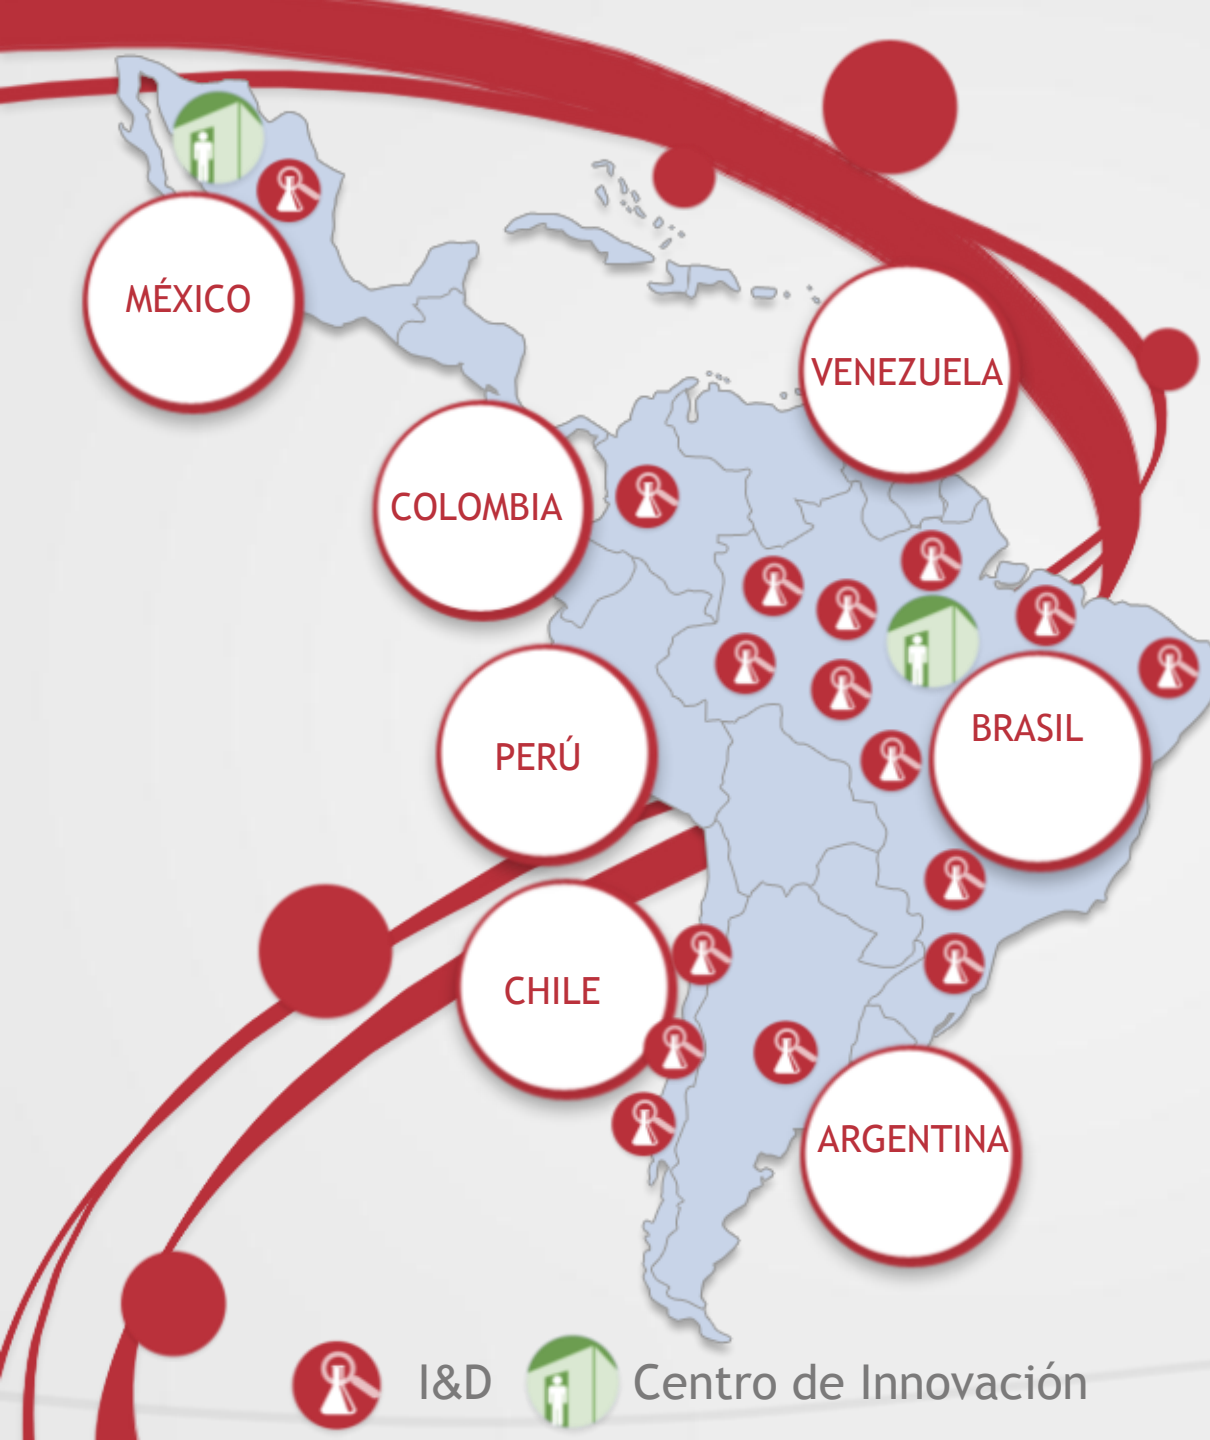 MÉXICO
VENEZUELA
COLOMBIA
BRASIL
PERÚ
CHILE
ARGENTINA
I&D
Centro de Innovación